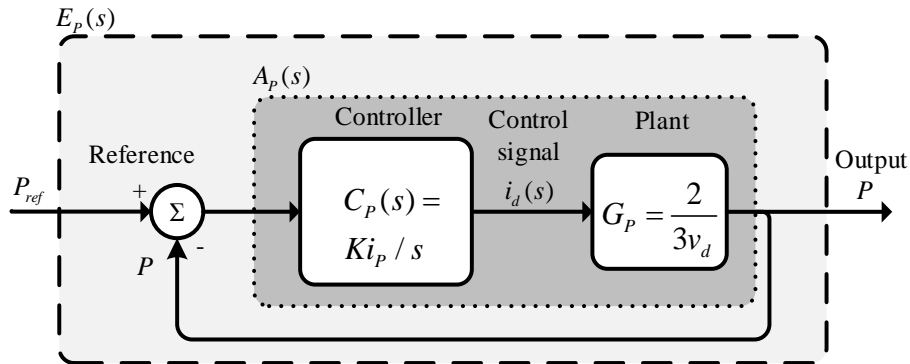 E_P(s)
A_P(s)
Controller
Control
signal
Plant
Reference
Output
P_ref
+
Σ
C_P(s) =
Ki_P / s
i_d(s)
G_P = 2 / 3v_d
P
P
-